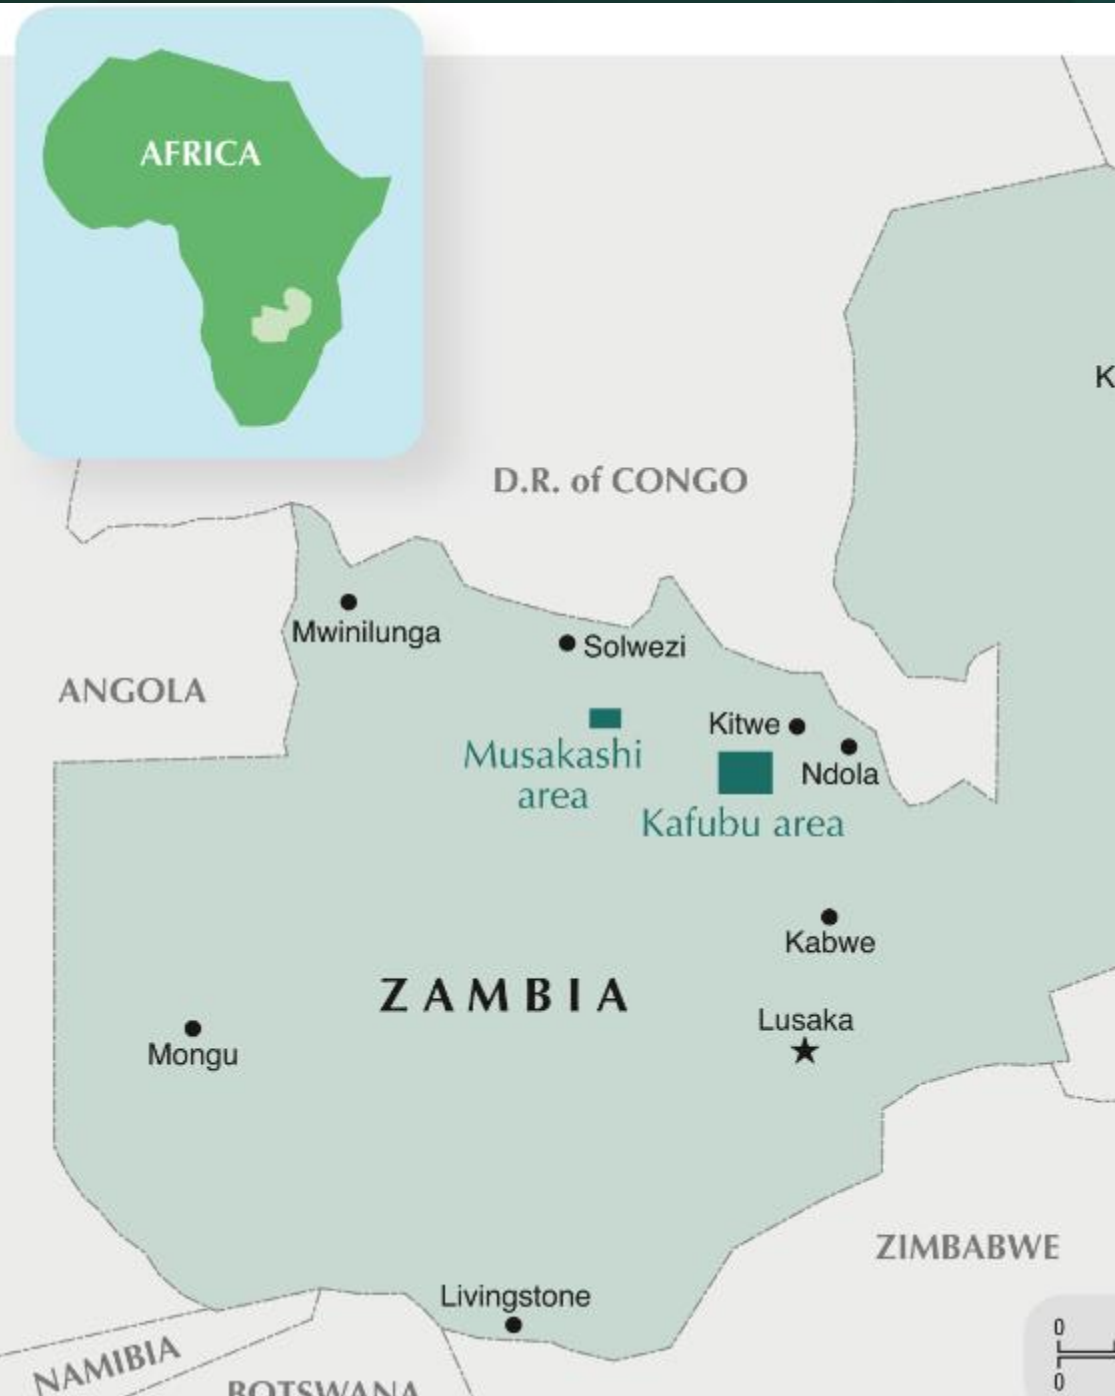 AFRICA
K
D.R. of CONGO
Mwinilunga
Solwezi
ANGOLA
Kitwe
Musakashi
area
Ndola
Kafubu area
Kabwe
ZAMBIA
Lusaka
Mongu
ZIMBABWE
Livingstone
0
NAMIBIA
BOTSWANA
0